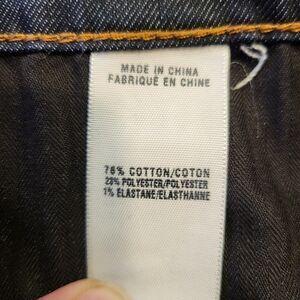 MADE IN CHINA
FABRIQUÉ EN CHINE
76% COTTON/COTON
23% POLYESTER/POLYESTER
1% ELASTANE/ELASTHANNE